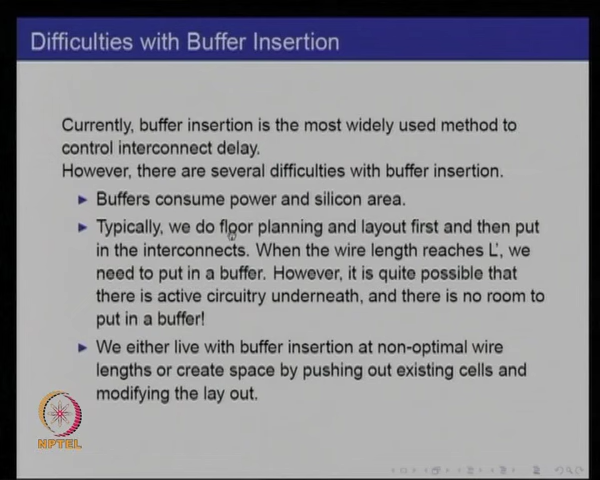 Difficulties with Buffer Insertion
Currently, buffer insertion is the most widely used method to
control interconnect delay.
However, there are several difficulties with buffer insertion.
Buffers consume power and silicon area.
Typically, we do floor planning and layout first and then put
in the interconnects. When the wire length reaches L', we
need to put in a buffer. However, it is quite possible that
there is active circuitry underneath, and there is no room to
put in a buffer!
We either live with buffer insertion at non-optimal wire
lengths or create space by pushing out existing cells and
modifying the lay out.
NPTEL